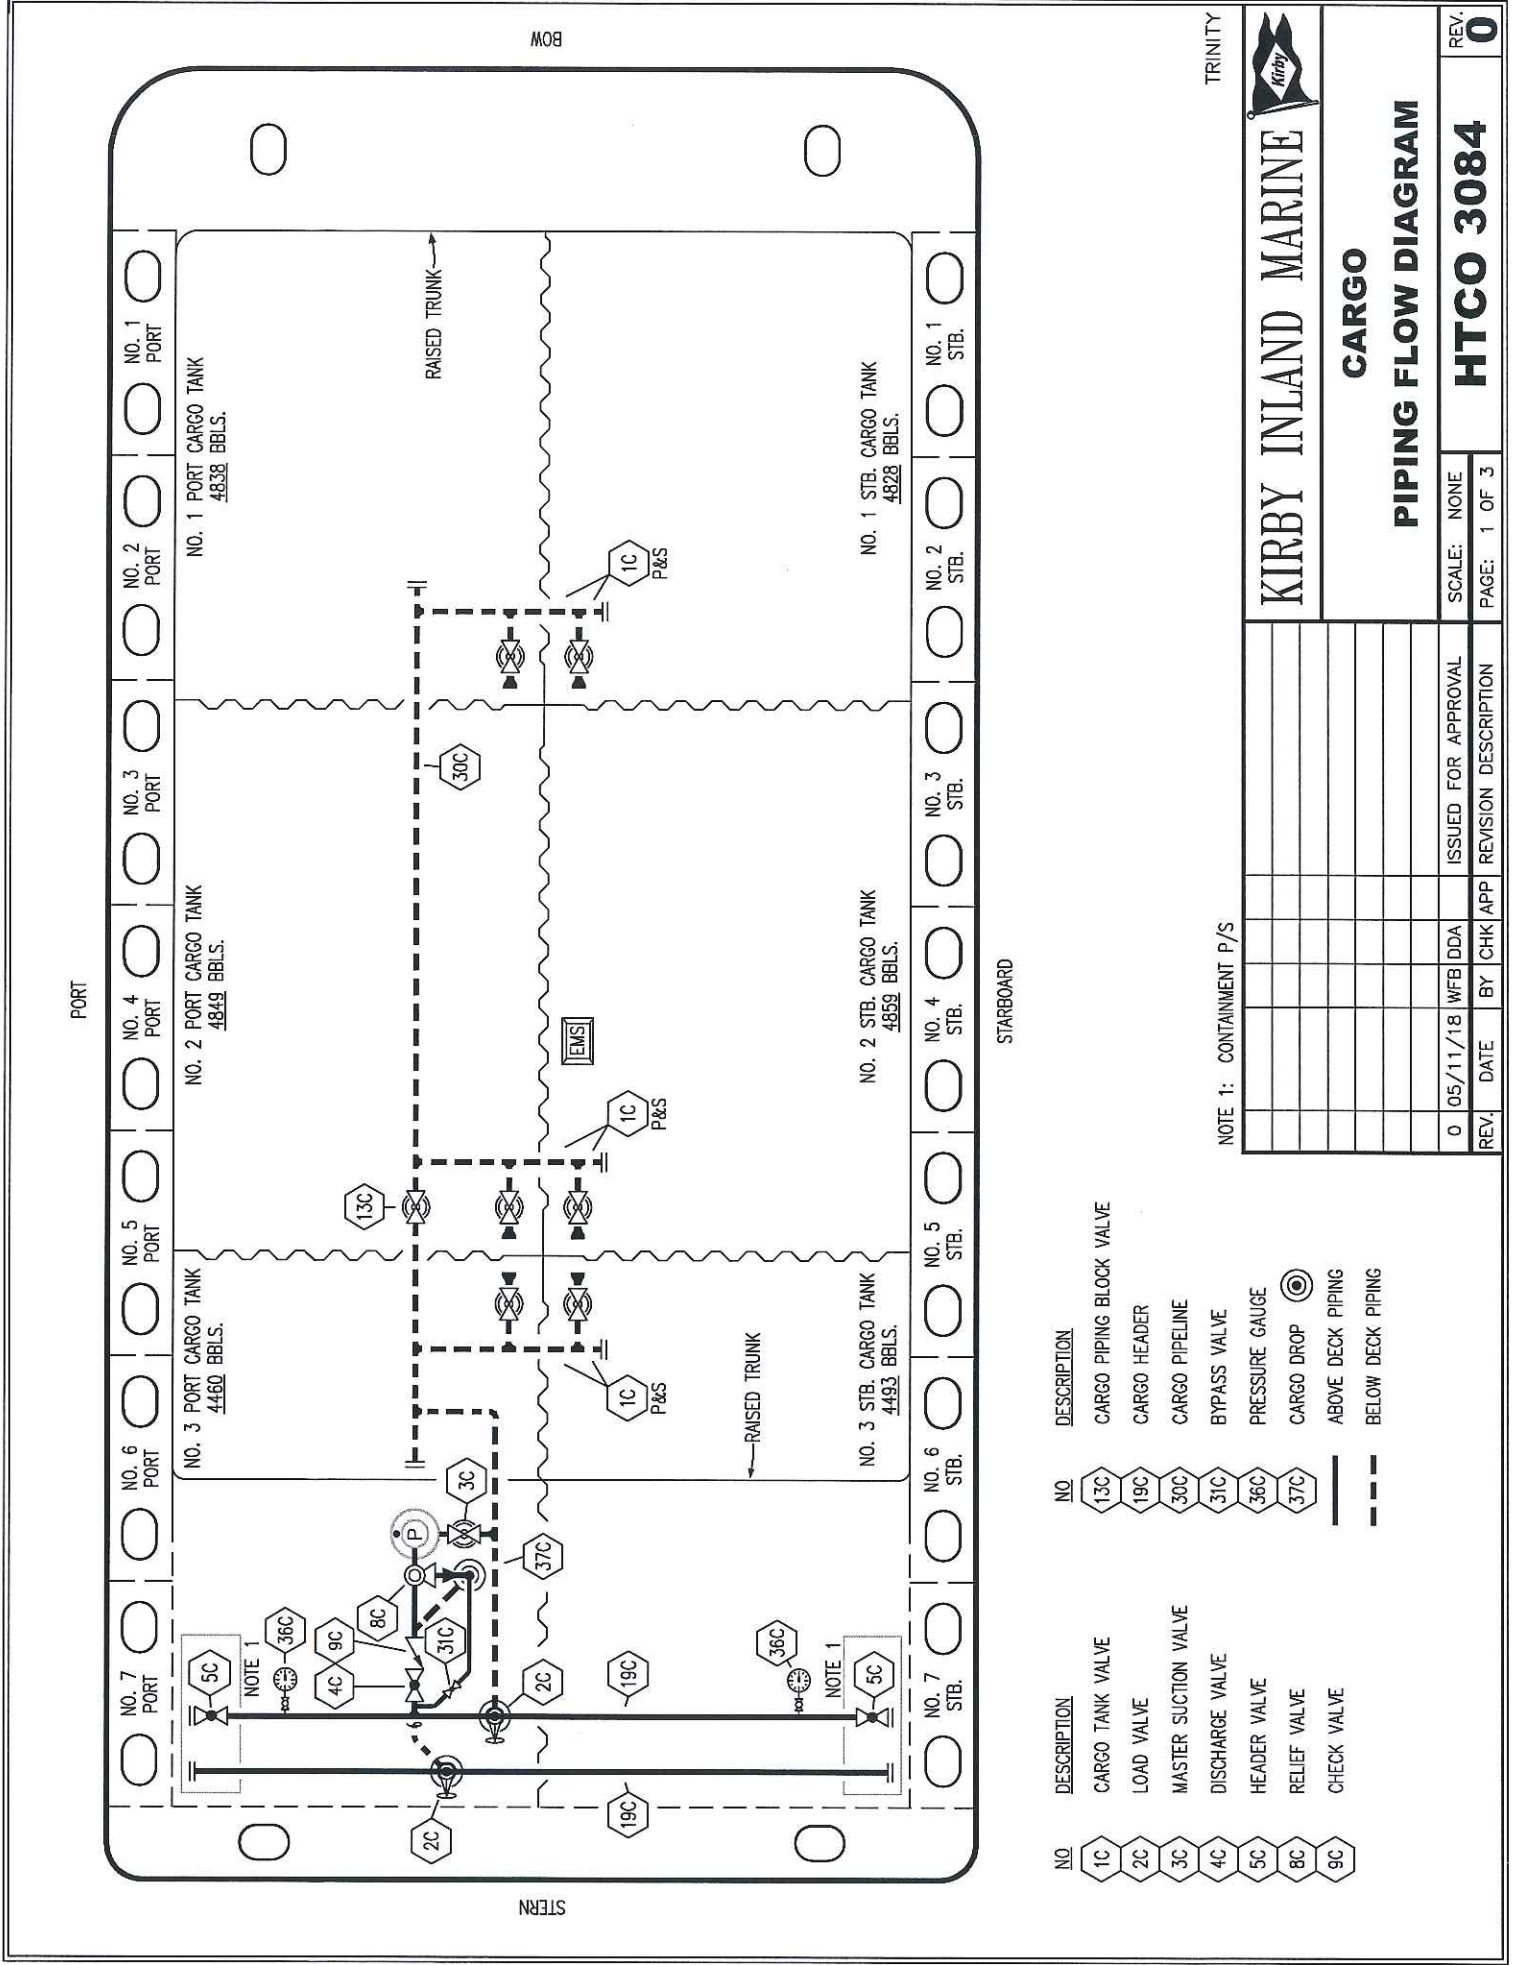 PORT
BOW
STERN
STARBOARD
NO. 7
PORT
NO. 6
PORT
NO. 5
PORT
NO. 4
PORT
NO. 3
PORT
NO. 2
PORT
NO. 1
PORT
NO. 3 PORT CARGO TANK
4460 BBLS.
NO. 2 PORT CARGO TANK
4849 BBLS.
NO. 1 PORT CARGO TANK
4838 BBLS.
5C
NOTE 1
36C
9C
4C
8C
31C
P
3C
37C
2C
2C
19C
19C
36C
NOTE 1
5C
13C
30C
RAISED TRUNK
1C
P&S
1C
P&S
1C
P&S
EMSI
RAISED TRUNK
NO. 3 STB. CARGO TANK
4493 BBLS.
NO. 2 STB. CARGO TANK
4859 BBLS.
NO. 1 STB. CARGO TANK
4828 BBLS.
NO. 7
STB.
NO. 6
STB.
NO. 5
STB.
NO. 4
STB.
NO. 3
STB.
NO. 2
STB.
NO. 1
STB.
NO DESCRIPTION
1C CARGO TANK VALVE
2C LOAD VALVE
3C MASTER SUCTION VALVE
4C DISCHARGE VALVE
5C HEADER VALVE
8C RELIEF VALVE
9C CHECK VALVE
NO DESCRIPTION
13C CARGO PIPING BLOCK VALVE
19C CARGO HEADER
30C CARGO PIPELINE
31C BYPASS VALVE
36C PRESSURE GAUGE
37C CARGO DROP
ABOVE DECK PIPING
BELOW DECK PIPING
NOTE 1: CONTAINMENT P/S
TRINITY
0 05/11/18 WFB DDA ISSUED FOR APPROVAL
REV. DATE BY CHK APP REVISION DESCRIPTION
KIRBY INLAND MARINE
Kirby
CARGO
PIPING FLOW DIAGRAM
SCALE: NONE
PAGE: 1 OF 3
HTCO 3084
REV.
0